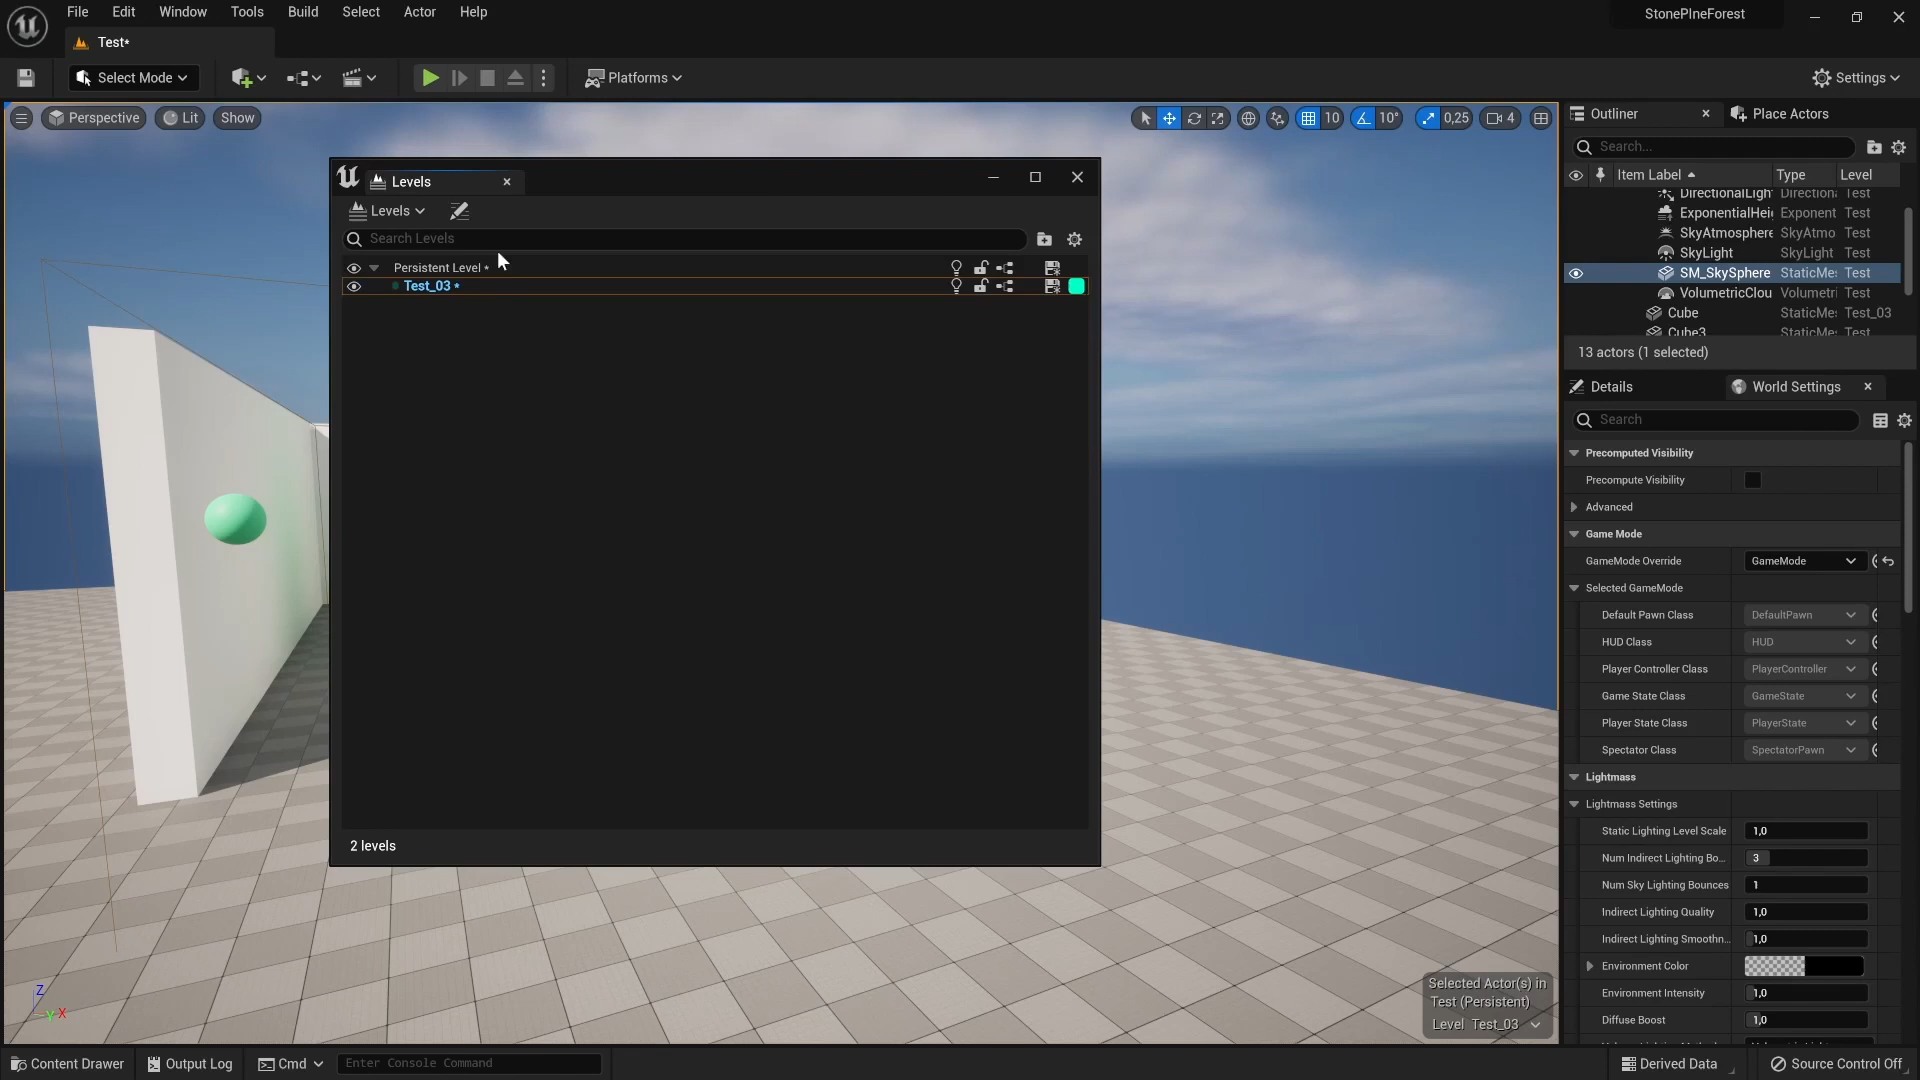 File Edit Window Tools Build Select Actor Help
StonePIneForest
Test*
Select Mode
Platforms
Settings
Perspective Lit Show
10 10° 0,25 4
Outliner
Place Actors
Search...
Item Label Type Level
DirectionalLigh Directiona Test
ExponentialHei Exponent Test
SkyAtmosphere SkyAtmo Test
SkyLight SkyLight Test
SM_SkySphere StaticMe Test
VolumetricClou Volumetri Test
Cube StaticMe Test_03
Cube3 StaticMe Test
13 actors (1 selected)
Levels
Levels
Search Levels
Persistent Level *
Test_03 *
2 levels
Details
World Settings
Search
Precomputed Visibility
Precompute Visibility
Advanced
Game Mode
GameMode Override GameMode
Selected GameMode
Default Pawn Class DefaultPawn
HUD Class HUD
Player Controller Class PlayerController
Game State Class GameState
Player State Class PlayerState
Spectator Class SpectatorPawn
Lightmass
Lightmass Settings
Static Lighting Level Scale 1,0
Num Indirect Lighting Bo... 3
Num Sky Lighting Bounces 1
Indirect Lighting Quality 1,0
Indirect Lighting Smoothn... 1,0
Environment Color
Environment Intensity 1,0
Diffuse Boost 1,0
Selected Actor(s) in
Test (Persistent)
Level Test_03
Z
Y X
Content Drawer
Output Log
Cmd
Enter Console Command
Derived Data
Source Control Off